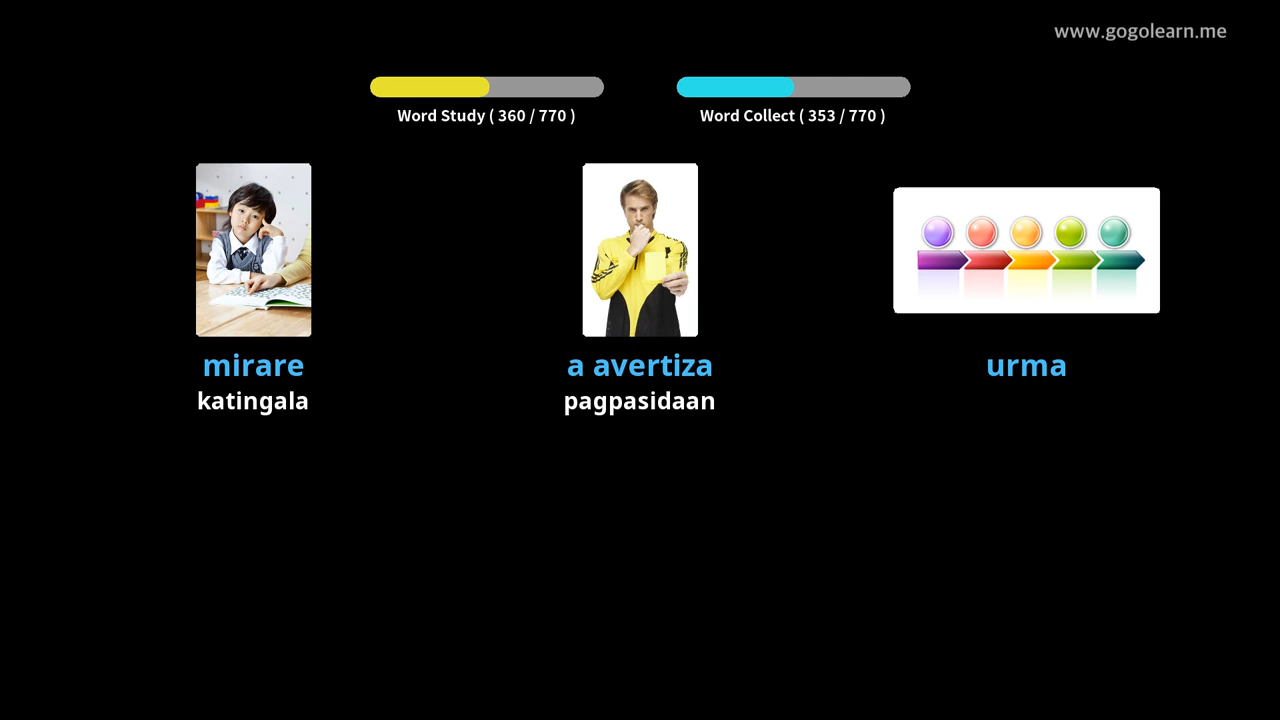 www.gogolearn.me
Word Study ( 360 / 770 )
Word Collect ( 353 / 770 )
mirare
katingala
a avertiza
pagpasidaan
urma